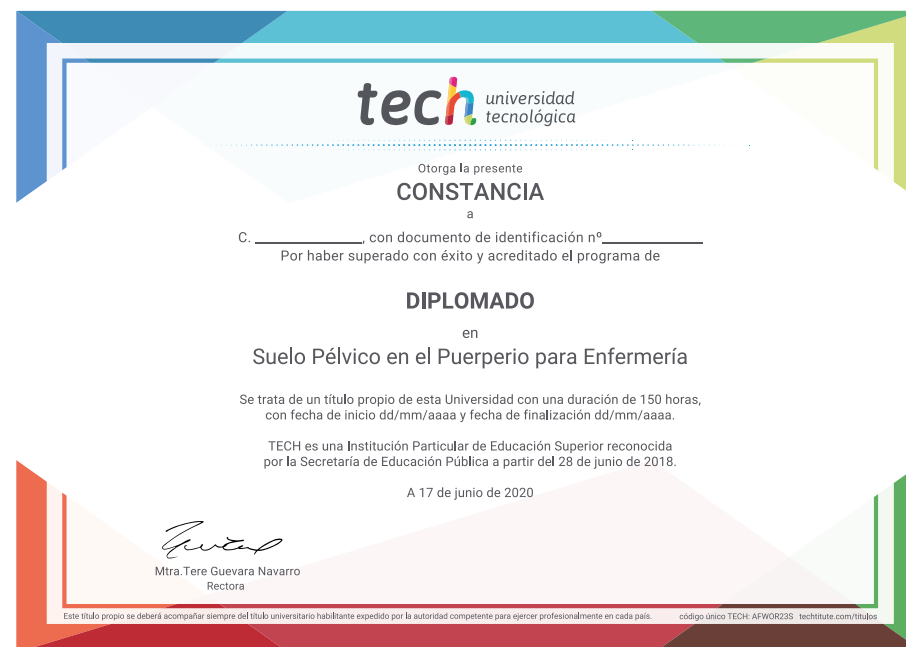 tech universidad
tecnológica
Otorga la presente
CONSTANCIA
a
C. ____________, con documento de identificación nº____________
Por haber superado con éxito y acreditado el programa de
DIPLOMADO
en
Suelo Pélvico en el Puerperio para Enfermería
Se trata de un título propio de esta Universidad con una duración de 150 horas,
con fecha de inicio dd/mm/aaaa y fecha de finalización dd/mm/aaaa.
TECH es una Institución Particular de Educación Superior reconocida
por la Secretaría de Educación Pública a partir del 28 de junio de 2018.
A 17 de junio de 2020
Mtra.Tere Guevara Navarro
Rectora
Este título propio se deberá acompañar siempre del título universitario habilitante expedido por la autoridad competente para ejercer profesionalmente en cada país. código único TECH: AFWOR23S techtitute.com/titulos